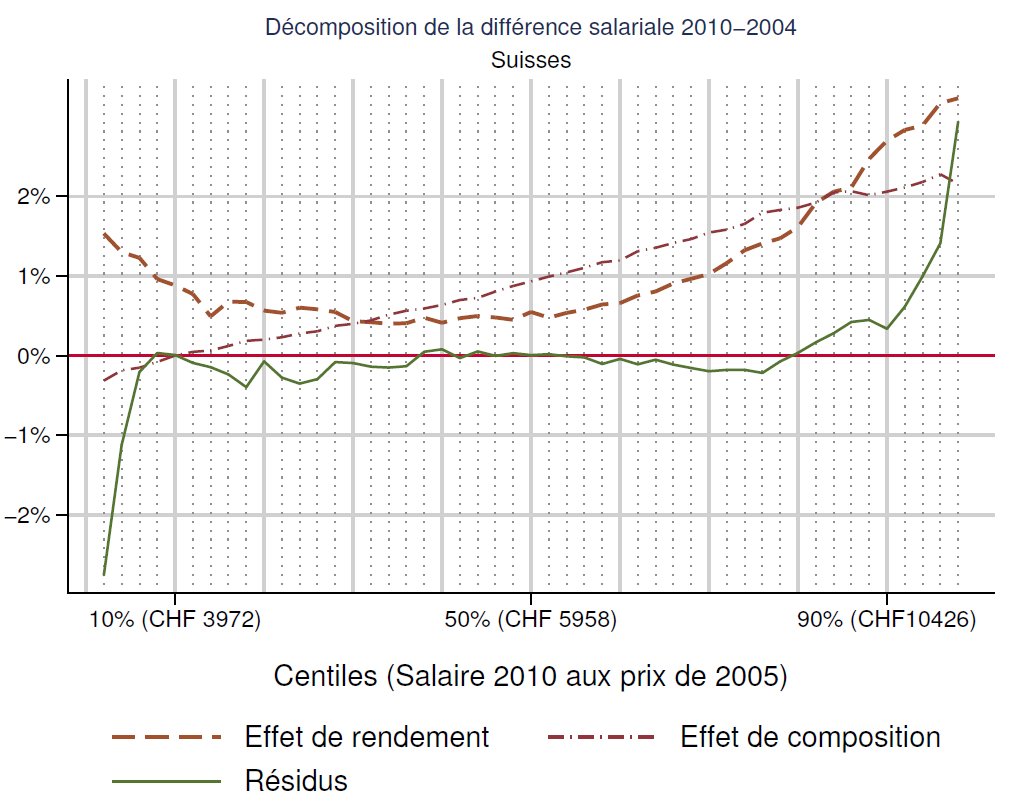 Décomposition de la différence salariale 2010−2004
Suisses
2%
1%
0%
−1%
−2%
10% (CHF 3972) 50% (CHF 5958) 90% (CHF10426)
Centiles (Salaire 2010 aux prix de 2005)
Effet de rendement Effet de composition
Résidus